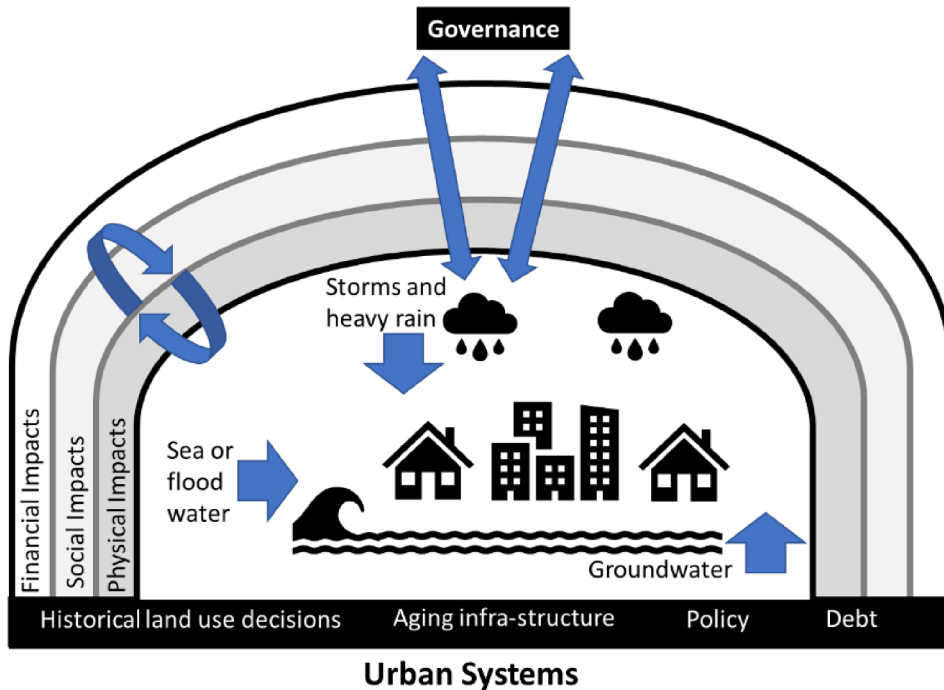 Governance
Storms and
heavy rain
Sea or
flood
water
Groundwater
Financial Impacts
Social Impacts
Physical Impacts
Historical land use decisions Aging infra-structure Policy Debt
Urban Systems